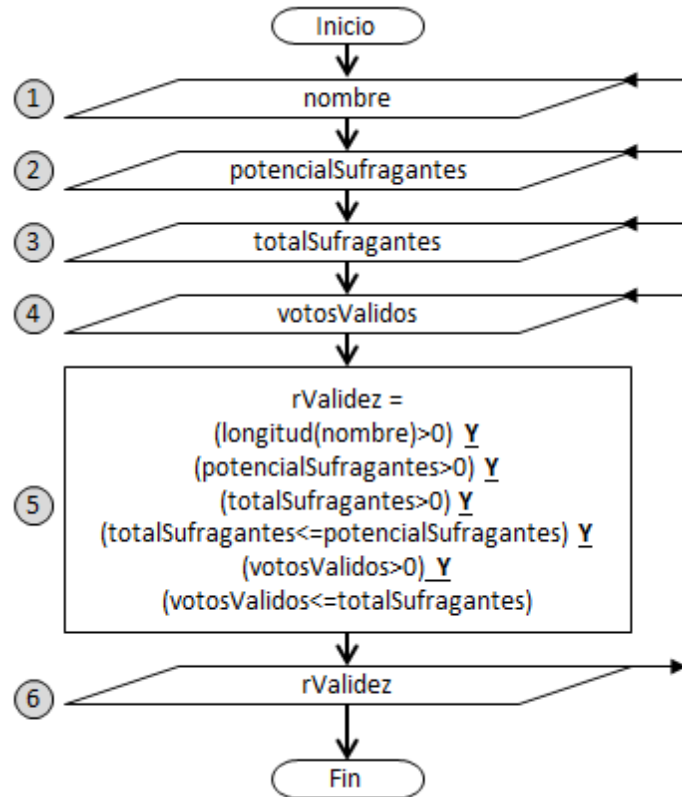 Inicio
1 nombre
2 potencialSufragantes
3 totalSufragantes
4 votosValidos
rValidez =
(longitud(nombre)>0) Y
(potencialSufragantes>0) Y
(totalSufragantes>0) Y
5
(totalSufragantes<=potencialSufragantes) Y
(votosValidos>0) Y
(votosValidos<=totalSufragantes)
6 rValidez
Fin